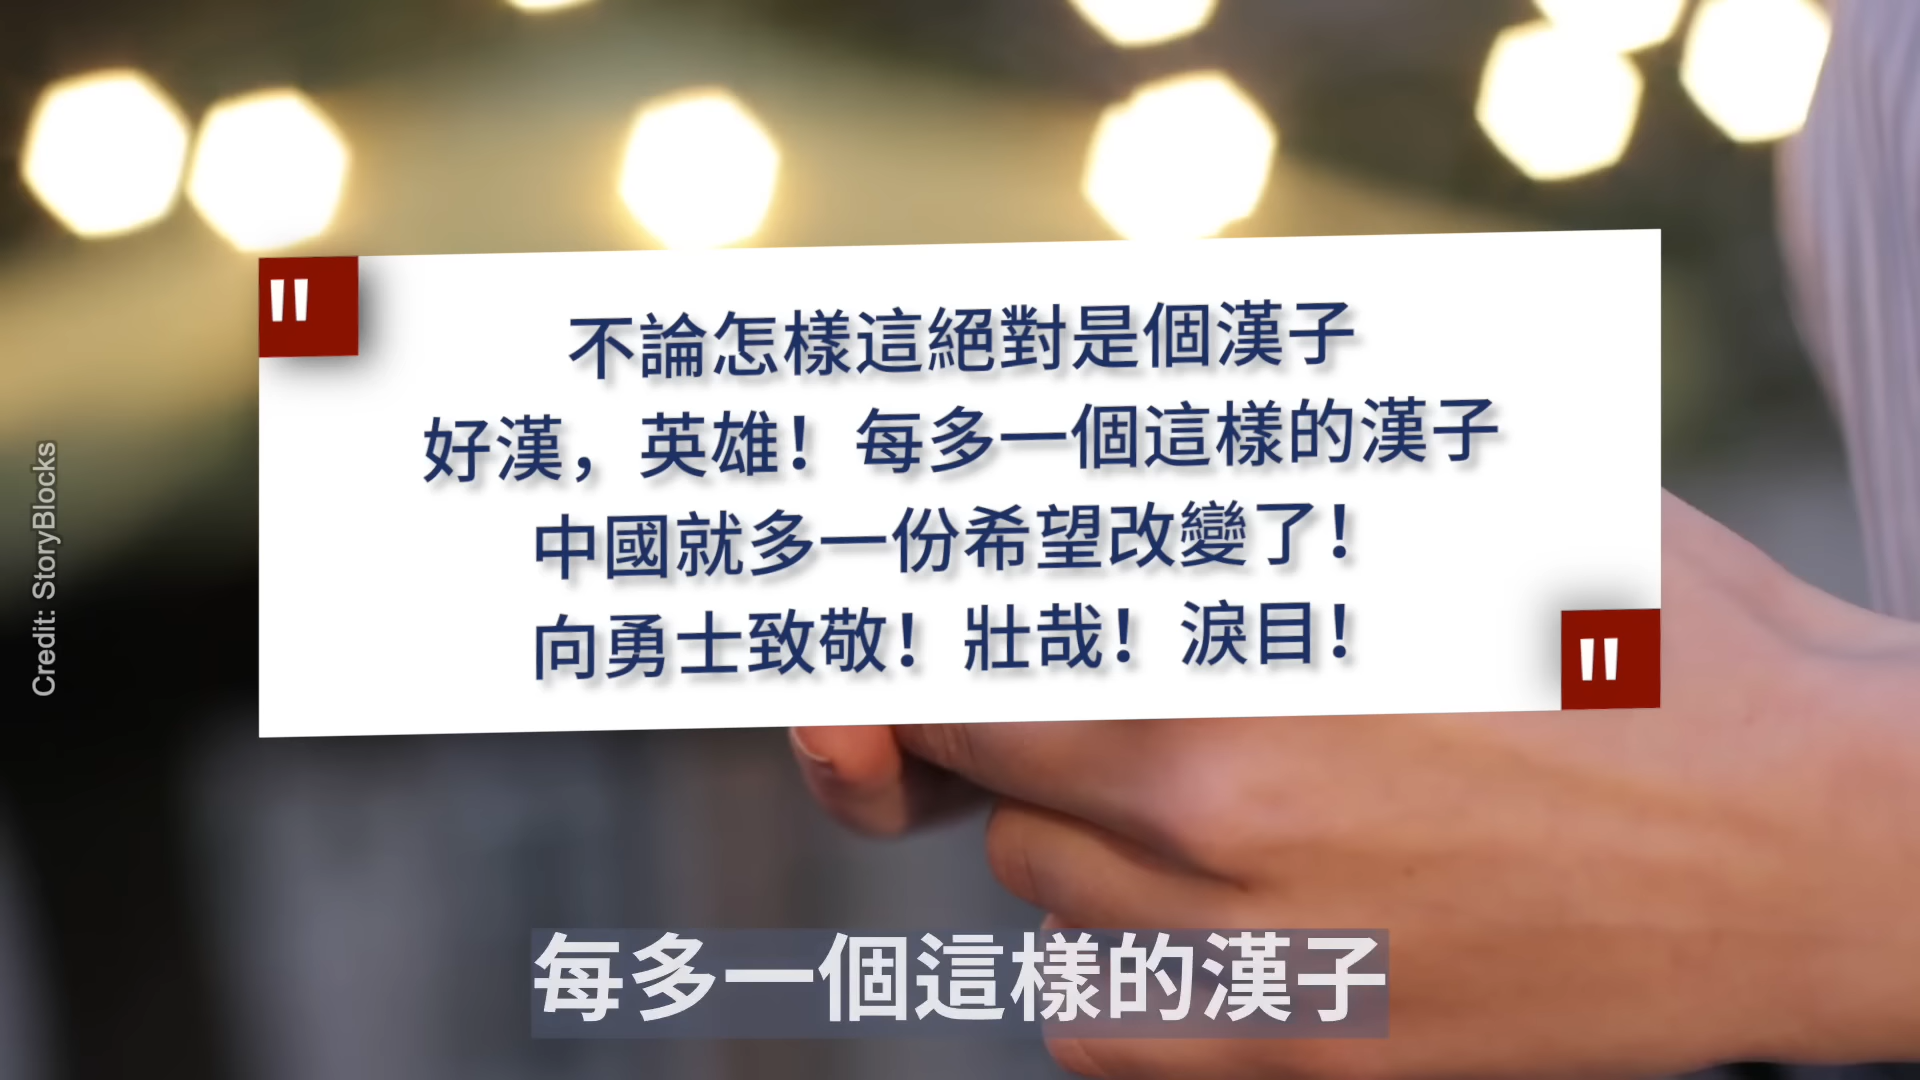 "
不論怎樣這絕對是個漢子
好漢，英雄！每多一個這樣的漢子
中國就多一份希望改變了！
向勇士致敬！壯哉！淚目！
"
Credit: StoryBlocks
每多一個這樣的漢子